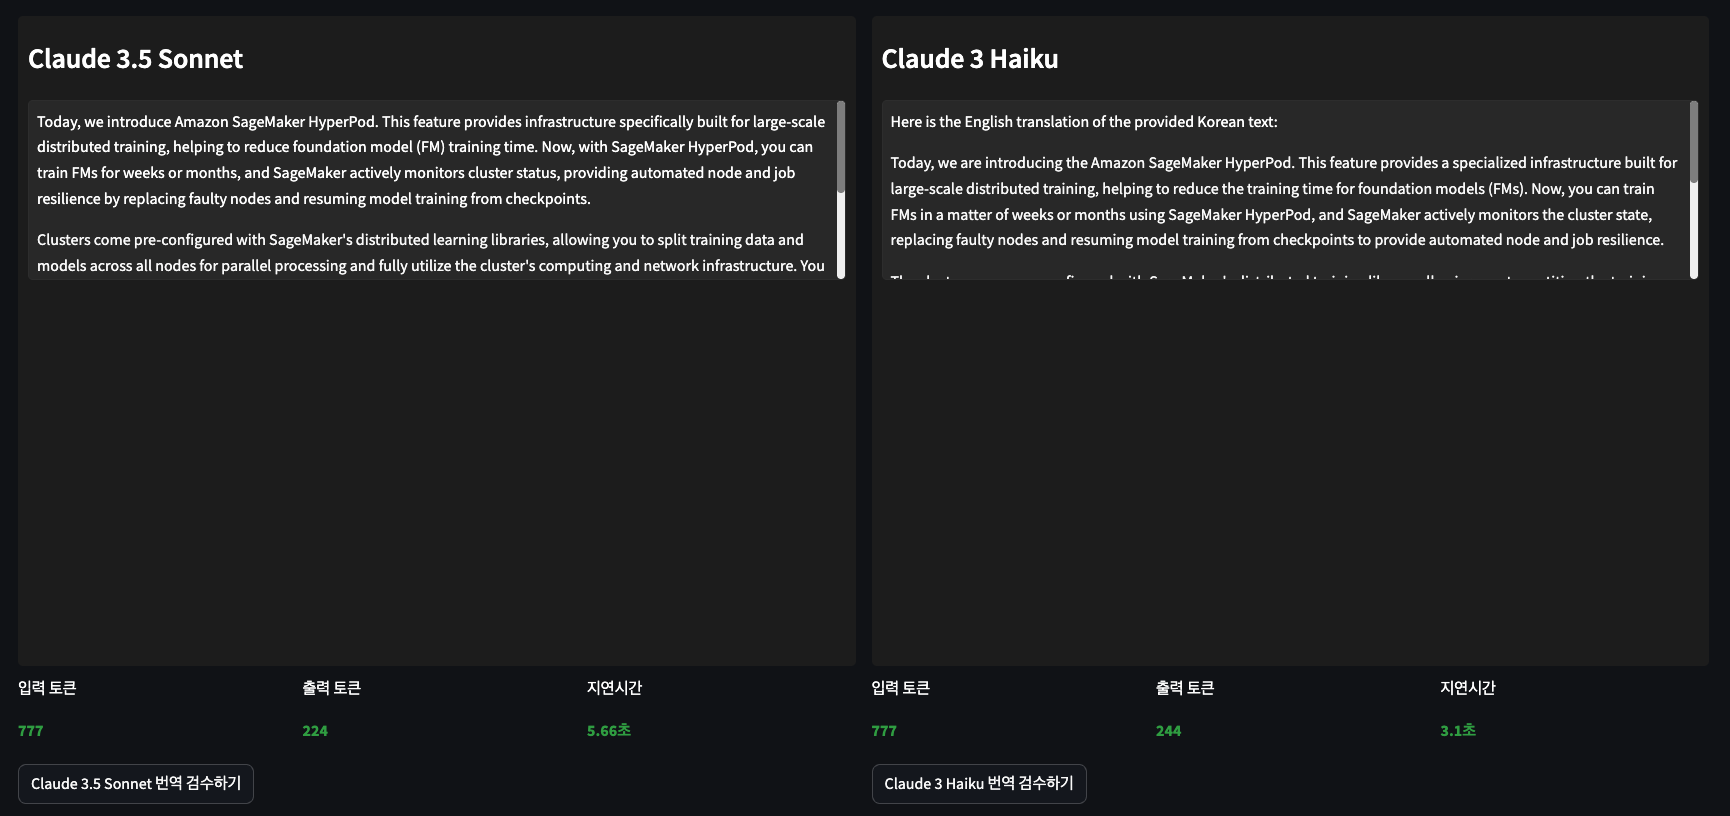 Claude 3.5 Sonnet
Today, we introduce Amazon SageMaker HyperPod. This feature provides infrastructure specifically built for large-scale
distributed training, helping to reduce foundation model (FM) training time. Now, with SageMaker HyperPod, you can
train FMs for weeks or months, and SageMaker actively monitors cluster status, providing automated node and job
resilience by replacing faulty nodes and resuming model training from checkpoints.
Clusters come pre-configured with SageMaker's distributed learning libraries, allowing you to split training data and
models across all nodes for parallel processing and fully utilize the cluster's computing and network infrastructure. You
입력 토큰
출력 토큰
지연시간
777
224
5.66초
Claude 3.5 Sonnet 번역 검수하기
Claude 3 Haiku
Here is the English translation of the provided Korean text:
Today, we are introducing the Amazon SageMaker HyperPod. This feature provides a specialized infrastructure built for
large-scale distributed training, helping to reduce the training time for foundation models (FMs). Now, you can train
FMs in a matter of weeks or months using SageMaker HyperPod, and SageMaker actively monitors the cluster state,
replacing faulty nodes and resuming model training from checkpoints to provide automated node and job resilience.
입력 토큰
출력 토큰
지연시간
777
244
3.1초
Claude 3 Haiku 번역 검수하기